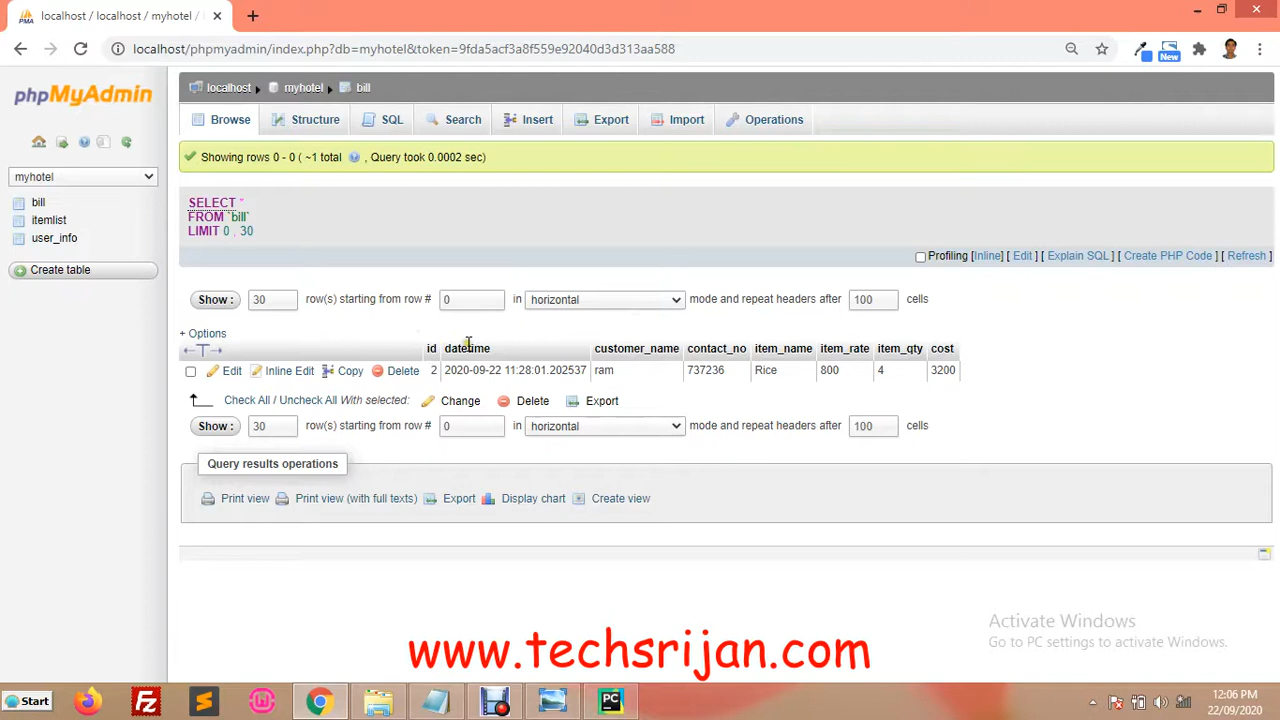 localhost / localhost / myhotel /
localhost/phpmyadmin/index.php?db=myhotel&token=9fda5acf3a8f559e92040d3d313aa588
New
phpMyAdmin
myhotel
bill
itemlist
user_info
Create table
localhost ▸ myhotel ▸ bill
Browse Structure SQL Search Insert Export Import Operations
Showing rows 0 - 0 ( ~1 total , Query took 0.0002 sec)
SELECT *
FROM `bill`
LIMIT 0 , 30
Profiling [Inline] [ Edit ] [ Explain SQL ] [ Create PHP Code ] [ Refresh ]
Show : 30 row(s) starting from row # 0 in horizontal mode and repeat headers after 100 cells
+ Options
id datetime customer_name contact_no item_name item_rate item_qty cost
Edit Inline Edit Copy Delete 2 2020-09-22 11:28:01.202537 ram 737236 Rice 800 4 3200
Check All / Uncheck All With selected: Change Delete Export
Show : 30 row(s) starting from row # 0 in horizontal mode and repeat headers after 100 cells
Query results operations
Print view Print view (with full texts) Export Display chart Create view
Activate Windows
Go to PC settings to activate Windows.
www.techsrijan.com
Start
PC
12:06 PM
22/09/2020